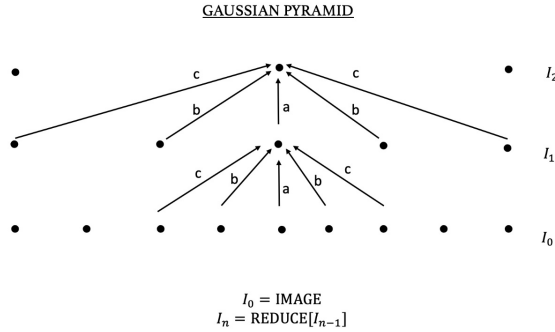 GAUSSIAN PYRAMID
c c I₂
b b
a
I₁
c c
b b
a
I₀
I₀ = IMAGE
Iₙ = REDUCE[Iₙ₋₁]